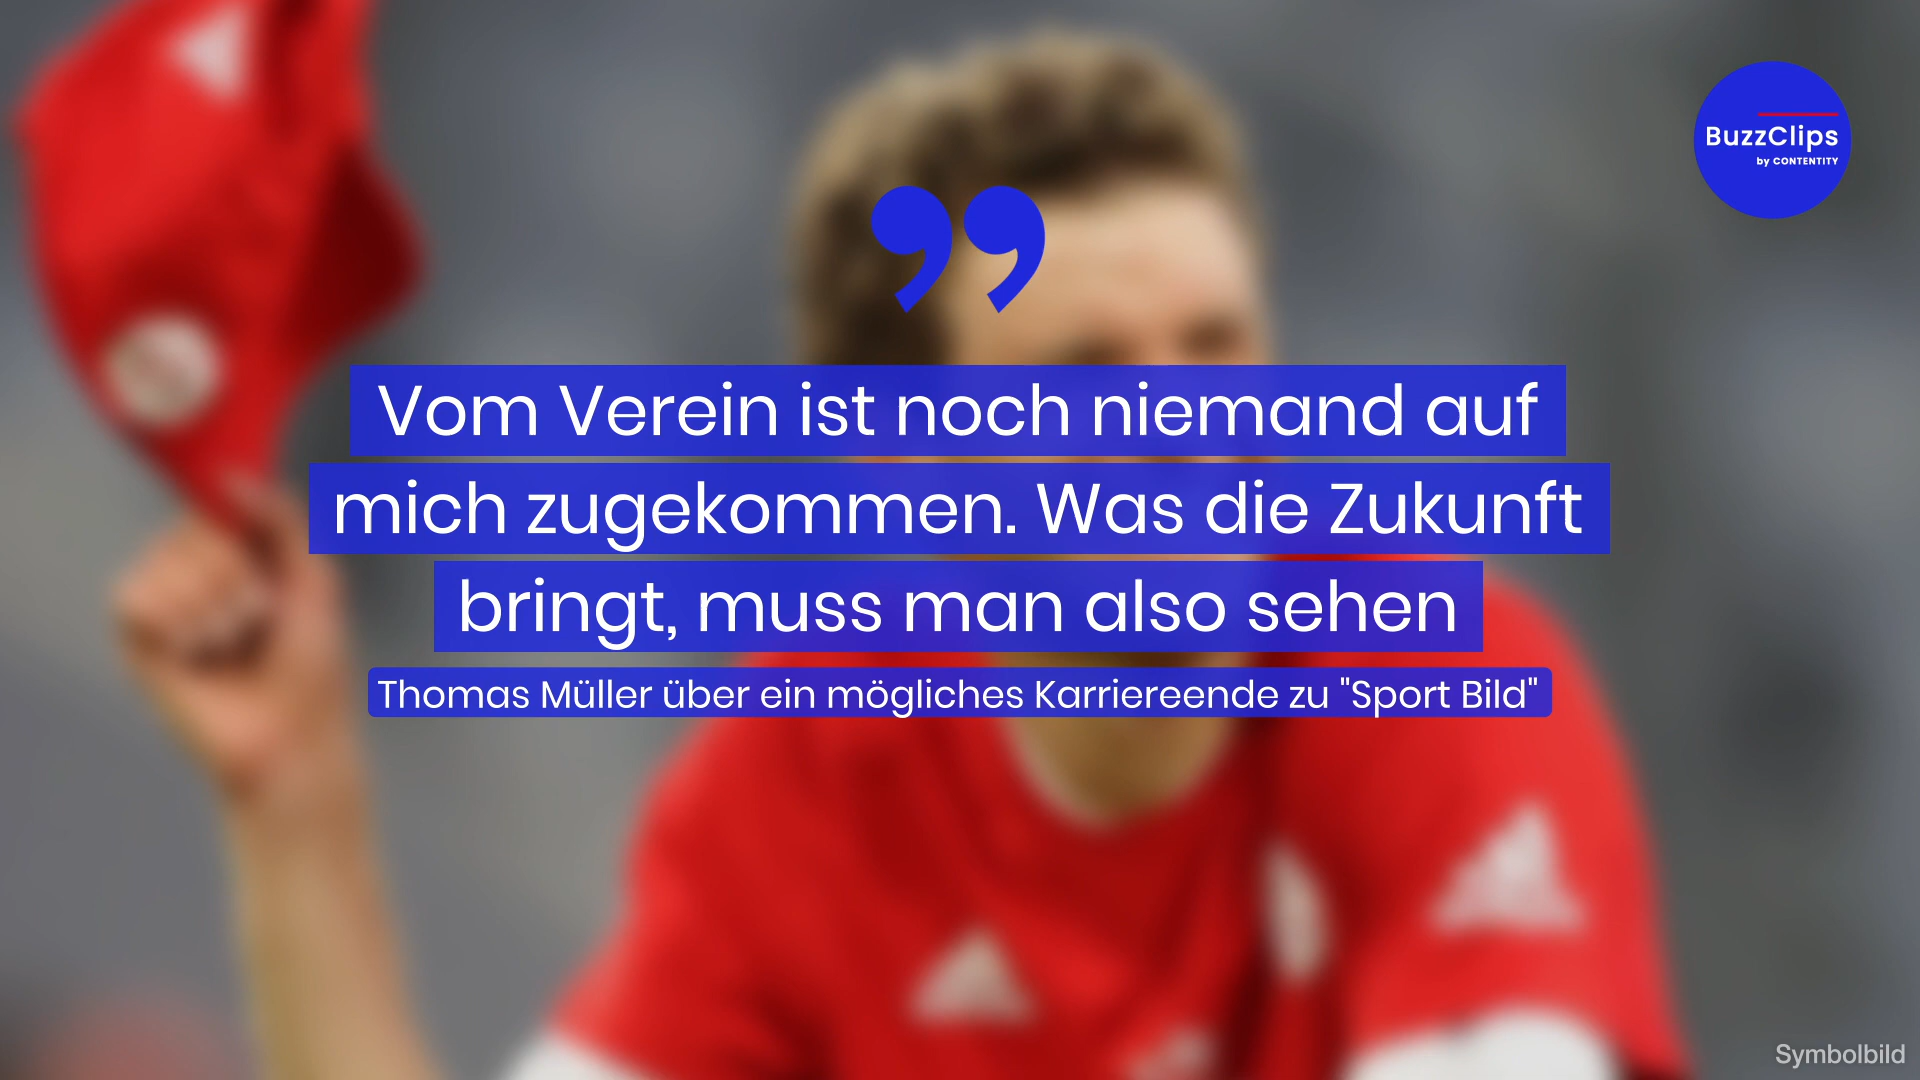 BuzzClips
by CONTENTITY
”
Vom Verein ist noch niemand auf
mich zugekommen. Was die Zukunft
bringt, muss man also sehen
Thomas Müller über ein mögliches Karriereende zu "Sport Bild"
Symbolbild